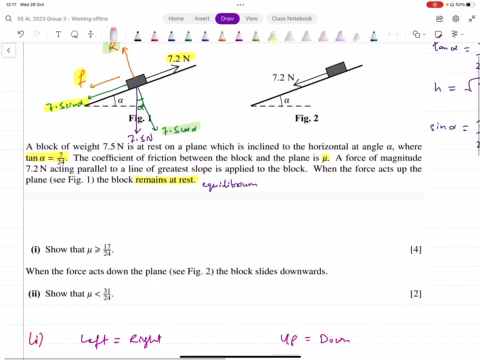 12:17 Wed 26 Oct
S5 AL 2023 Group 3 - Working offline
Home Insert Draw View Class Notebook
R
7.2 N
f
7.5 sinα
α
α
Fig. 1
7.5N
7.5 cosα
7.2 N
α
Fig. 2
tanα =
h =
sinα =
A block of weight 7.5 N is at rest on a plane which is inclined to the horizontal at angle α, where
tan α = 7/24. The coefficient of friction between the block and the plane is μ. A force of magnitude
7.2 N acting parallel to a line of greatest slope is applied to the block. When the force acts up the
plane (see Fig. 1) the block remains at rest.
equilibrium
(i) Show that μ ⩾ 17/24. [4]
When the force acts down the plane (see Fig. 2) the block slides downwards.
(ii) Show that μ < 31/24. [2]
(i) Left = Right Up = Down